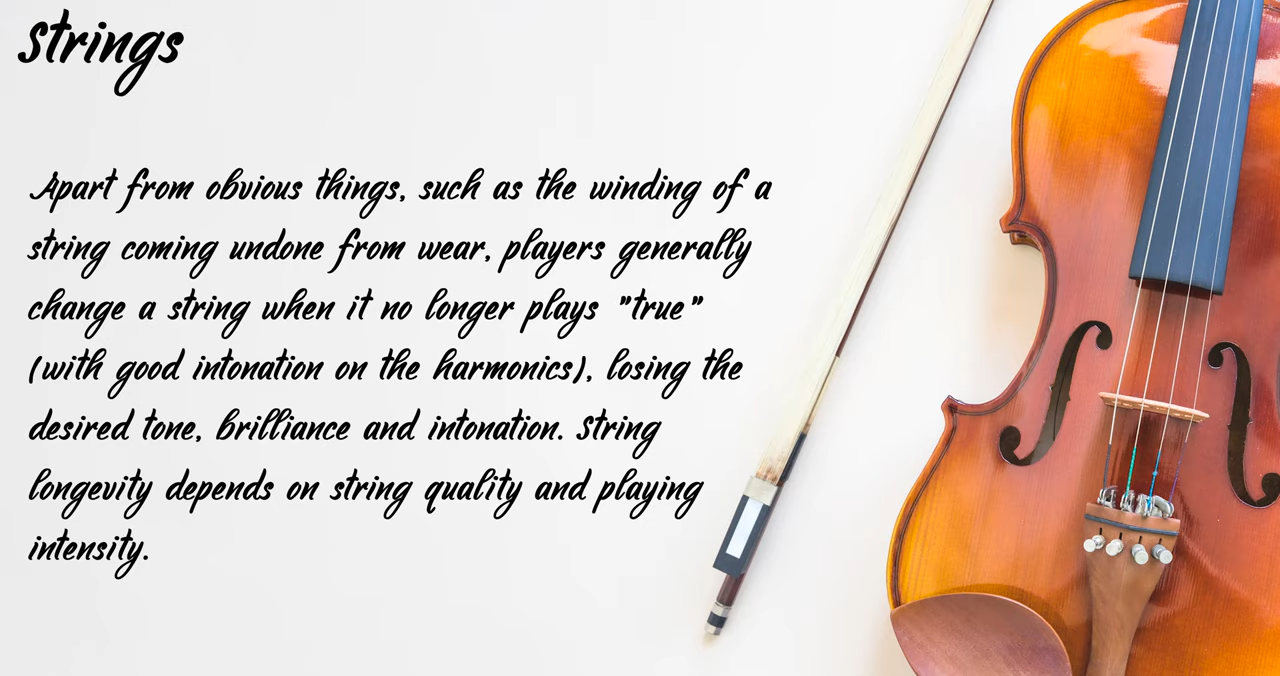 Strings
Apart from obvious things, such as the winding of a
string coming undone from wear, players generally
change a string when it no longer plays "true"
(with good intonation on the harmonics), losing the
desired tone, brilliance and intonation. String
longevity depends on string quality and playing
intensity.